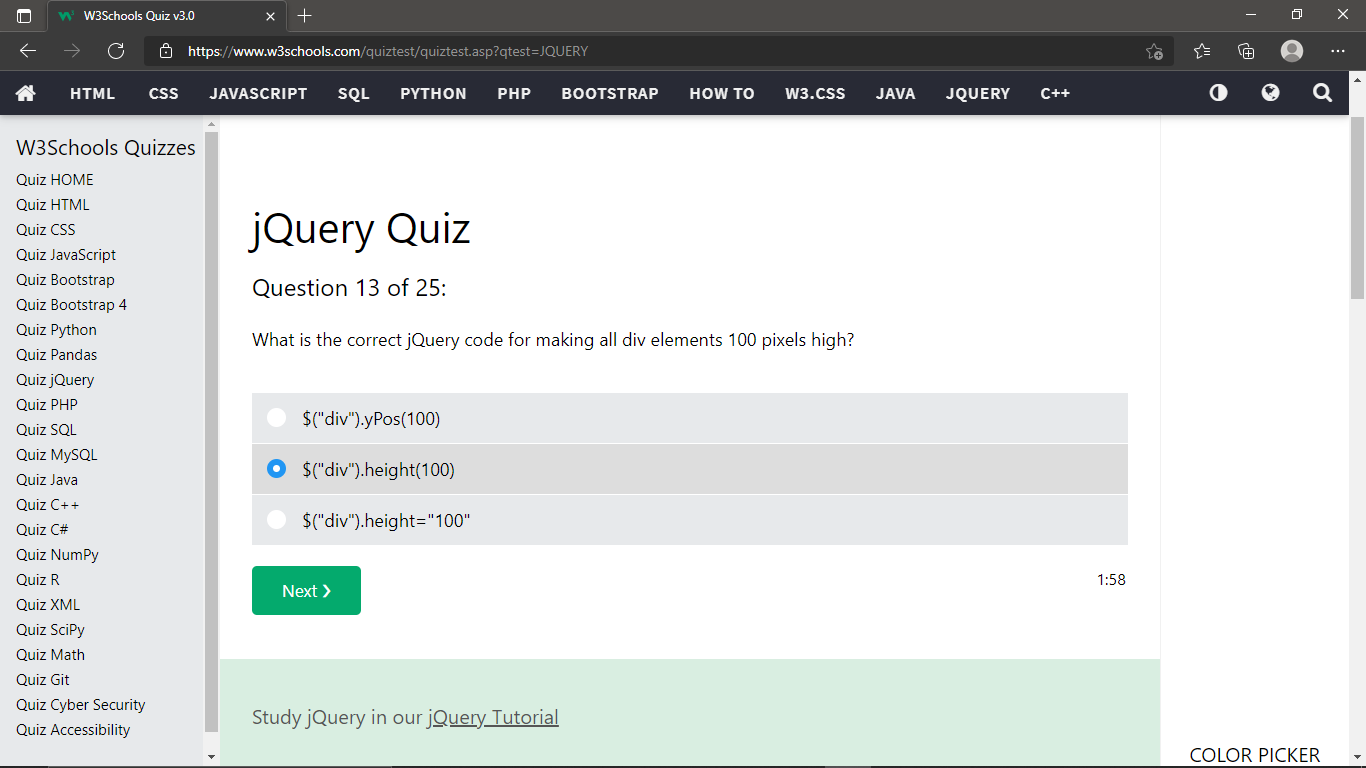 W3Schools Quiz v3.0
https://www.w3schools.com/quiztest/quiztest.asp?qtest=JQUERY
HTML CSS JAVASCRIPT SQL PYTHON PHP BOOTSTRAP HOW TO W3.CSS JAVA JQUERY C++
W3Schools Quizzes
Quiz HOME
Quiz HTML
Quiz CSS
Quiz JavaScript
Quiz Bootstrap
Quiz Bootstrap 4
Quiz Python
Quiz Pandas
Quiz jQuery
Quiz PHP
Quiz SQL
Quiz MySQL
Quiz Java
Quiz C++
Quiz C#
Quiz NumPy
Quiz R
Quiz XML
Quiz SciPy
Quiz Math
Quiz Git
Quiz Cyber Security
Quiz Accessibility
jQuery Quiz
Question 13 of 25:
What is the correct jQuery code for making all div elements 100 pixels high?
$("div").yPos(100)
$("div").height(100)
$("div").height="100"
Next ❯
1:58
Study jQuery in our jQuery Tutorial
COLOR PICKER